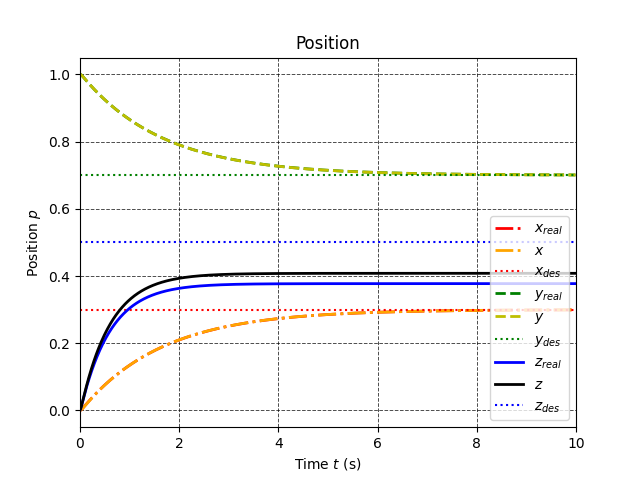 Position
Position p
1.0
0.8
0.6
0.4
0.2
0.0
0
2
4
6
8
10
Time t (s)
x_real
x
x_des
y_real
y
y_des
z_real
z
z_des